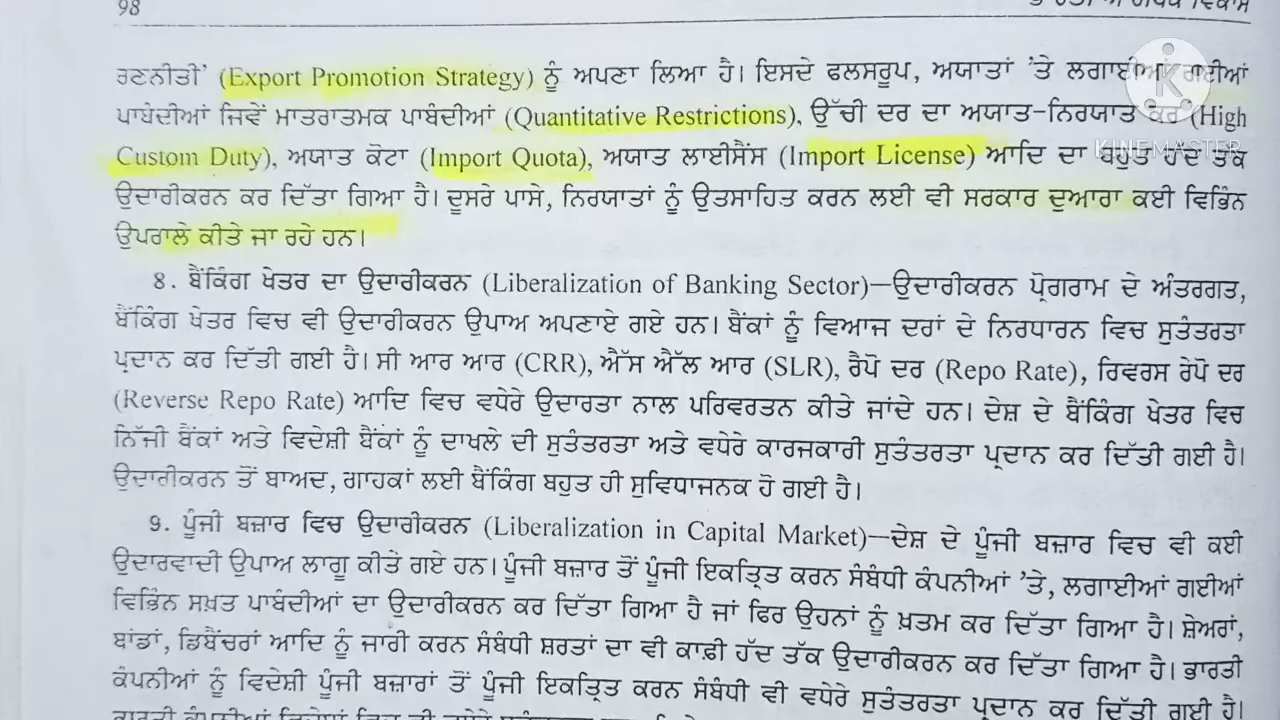 98
ਰਣਨੀਤੀ' (Export Promotion Strategy) ਨੂੰ ਅਪਣਾ ਲਿਆ ਹੈ। ਇਸਦੇ ਫਲਸਰੂਪ, ਅਯਾਤਾਂ 'ਤੇ ਲਗਾਈਆਂ ਗਈਆਂ
ਪਾਬੰਦੀਆਂ ਜਿਵੇਂ ਮਾਤਰਾਤਮਕ ਪਾਬੰਦੀਆਂ (Quantitative Restrictions), ਉੱਚੀ ਦਰ ਦਾ ਅਯਾਤ-ਨਿਰਯਾਤ ਕਰ (High
Custom Duty), ਅਯਾਤ ਕੋਟਾ (Import Quota), ਅਯਾਤ ਲਾਈਸੈਂਸ (Import License) ਆਦਿ ਦਾ ਬਹੁਤ ਹੱਦ ਤੱਕ
ਉਦਾਰੀਕਰਨ ਕਰ ਦਿੱਤਾ ਗਿਆ ਹੈ। ਦੂਸਰੇ ਪਾਸੇ, ਨਿਰਯਾਤਾਂ ਨੂੰ ਉਤਸਾਹਿਤ ਕਰਨ ਲਈ ਵੀ ਸਰਕਾਰ ਦੁਆਰਾ ਕਈ ਵਿਭਿੰਨ
ਉਪਰਾਲੇ ਕੀਤੇ ਜਾ ਰਹੇ ਹਨ।
8. ਬੈਂਕਿੰਗ ਖੇਤਰ ਦਾ ਉਦਾਰੀਕਰਨ (Liberalization of Banking Sector)—ਉਦਾਰੀਕਰਨ ਪ੍ਰੋਗਰਾਮ ਦੇ ਅੰਤਰਗਤ,
ਬੈਂਕਿੰਗ ਖੇਤਰ ਵਿਚ ਵੀ ਉਦਾਰੀਕਰਨ ਉਪਾਅ ਅਪਣਾਏ ਗਏ ਹਨ। ਬੈਂਕਾਂ ਨੂੰ ਵਿਆਜ ਦਰਾਂ ਦੇ ਨਿਰਧਾਰਨ ਵਿਚ ਸੁਤੰਤਰਤਾ
ਪ੍ਰਦਾਨ ਕਰ ਦਿੱਤੀ ਗਈ ਹੈ। ਸੀ ਆਰ ਆਰ (CRR), ਐੱਸ ਐੱਲ ਆਰ (SLR), ਰੈਪੋ ਦਰ (Repo Rate), ਰਿਵਰਸ ਰੇਪੋ ਦਰ
(Reverse Repo Rate) ਆਦਿ ਵਿਚ ਵਧੇਰੇ ਉਦਾਰਤਾ ਨਾਲ ਪਰਿਵਰਤਨ ਕੀਤੇ ਜਾਂਦੇ ਹਨ। ਦੇਸ਼ ਦੇ ਬੈਂਕਿੰਗ ਖੇਤਰ ਵਿਚ
ਨਿੱਜੀ ਬੈਂਕਾਂ ਅਤੇ ਵਿਦੇਸ਼ੀ ਬੈਂਕਾਂ ਨੂੰ ਦਾਖਲੇ ਦੀ ਸੁਤੰਤਰਤਾ ਅਤੇ ਵਧੇਰੇ ਕਾਰਜਕਾਰੀ ਸੁਤੰਤਰਤਾ ਪ੍ਰਦਾਨ ਕਰ ਦਿੱਤੀ ਗਈ ਹੈ।
ਉਦਾਰੀਕਰਨ ਤੋਂ ਬਾਅਦ, ਗਾਹਕਾਂ ਲਈ ਬੈਂਕਿੰਗ ਬਹੁਤ ਹੀ ਸੁਵਿਧਾਜਨਕ ਹੋ ਗਈ ਹੈ।
9. ਪੂੰਜੀ ਬਜ਼ਾਰ ਵਿਚ ਉਦਾਰੀਕਰਨ (Liberalization in Capital Market)—ਦੇਸ਼ ਦੇ ਪੂੰਜੀ ਬਜ਼ਾਰ ਵਿਚ ਵੀ ਕਈ
ਉਦਾਰਵਾਦੀ ਉਪਾਅ ਲਾਗੂ ਕੀਤੇ ਗਏ ਹਨ। ਪੂੰਜੀ ਬਜ਼ਾਰ ਤੋਂ ਪੂੰਜੀ ਇਕਤ੍ਰਿਤ ਕਰਨ ਸੰਬੰਧੀ ਕੰਪਨੀਆਂ 'ਤੇ, ਲਗਾਈਆਂ ਗਈਆਂ
ਵਿਭਿੰਨ ਸਖ਼ਤ ਪਾਬੰਦੀਆਂ ਦਾ ਉਦਾਰੀਕਰਨ ਕਰ ਦਿੱਤਾ ਗਿਆ ਹੈ ਜਾਂ ਫਿਰ ਉਹਨਾਂ ਨੂੰ ਖ਼ਤਮ ਕਰ ਦਿੱਤਾ ਗਿਆ ਹੈ। ਸ਼ੇਅਰਾਂ,
ਬਾਂਡਾਂ, ਡਿਬੈਂਚਰਾਂ ਆਦਿ ਨੂੰ ਜਾਰੀ ਕਰਨ ਸੰਬੰਧੀ ਸ਼ਰਤਾਂ ਦਾ ਵੀ ਕਾਫ਼ੀ ਹੱਦ ਤੱਕ ਉਦਾਰੀਕਰਨ ਕਰ ਦਿੱਤਾ ਗਿਆ ਹੈ। ਭਾਰਤੀ
ਕੰਪਨੀਆਂ ਨੂੰ ਵਿਦੇਸ਼ੀ ਪੂੰਜੀ ਬਜ਼ਾਰਾਂ ਤੋਂ ਪੂੰਜੀ ਇਕਤ੍ਰਿਤ ਕਰਨ ਸੰਬੰਧੀ ਵੀ ਵਧੇਰੇ ਸੁਤੰਤਰਤਾ ਪ੍ਰਦਾਨ ਕਰ ਦਿੱਤੀ ਗਈ ਹੈ।
K
KINEMASTER